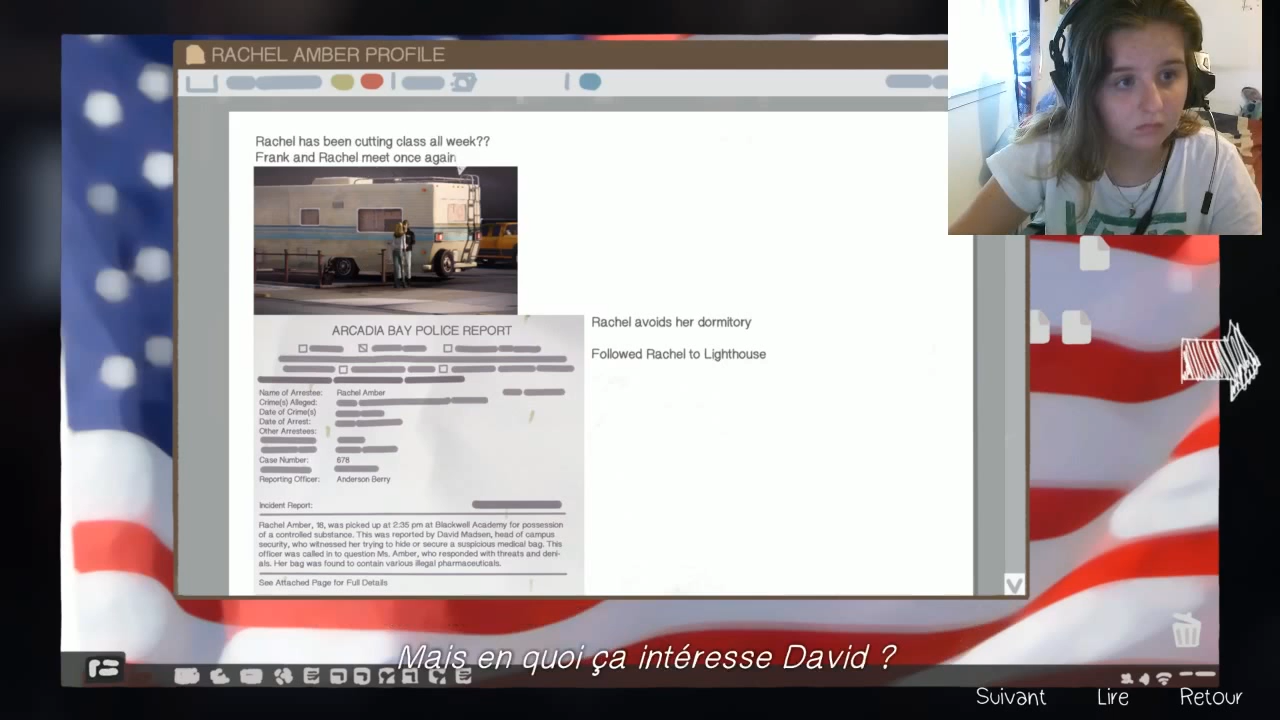 RACHEL AMBER PROFILE
Rachel has been cutting class all week??
Frank and Rachel meet once again
ARCADIA BAY POLICE REPORT
Name of Arrestee: Rachel Amber
Crime(s) Alleged:
Date of Crime(s)
Date of Arrest:
Other Arrestees:
Case Number: 678
Reporting Officer: Anderson Berry
Incident Report:
Rachel Amber, 18, was picked up at 2:35 pm at Blackwell Academy for possession
of a controlled substance. This was reported by David Madsen, head of campus
security, who witnessed her trying to hide or secure a suspicious medical bag. This
officer was called in to question Ms. Amber, who responded with threats and deni-
als. Her bag was found to contain various illegal pharmaceuticals.
See Attached Page for Full Details
Rachel avoids her dormitory
Followed Rachel to Lighthouse
Mais en quoi ça intéresse David ?
Suivant Lire Retour